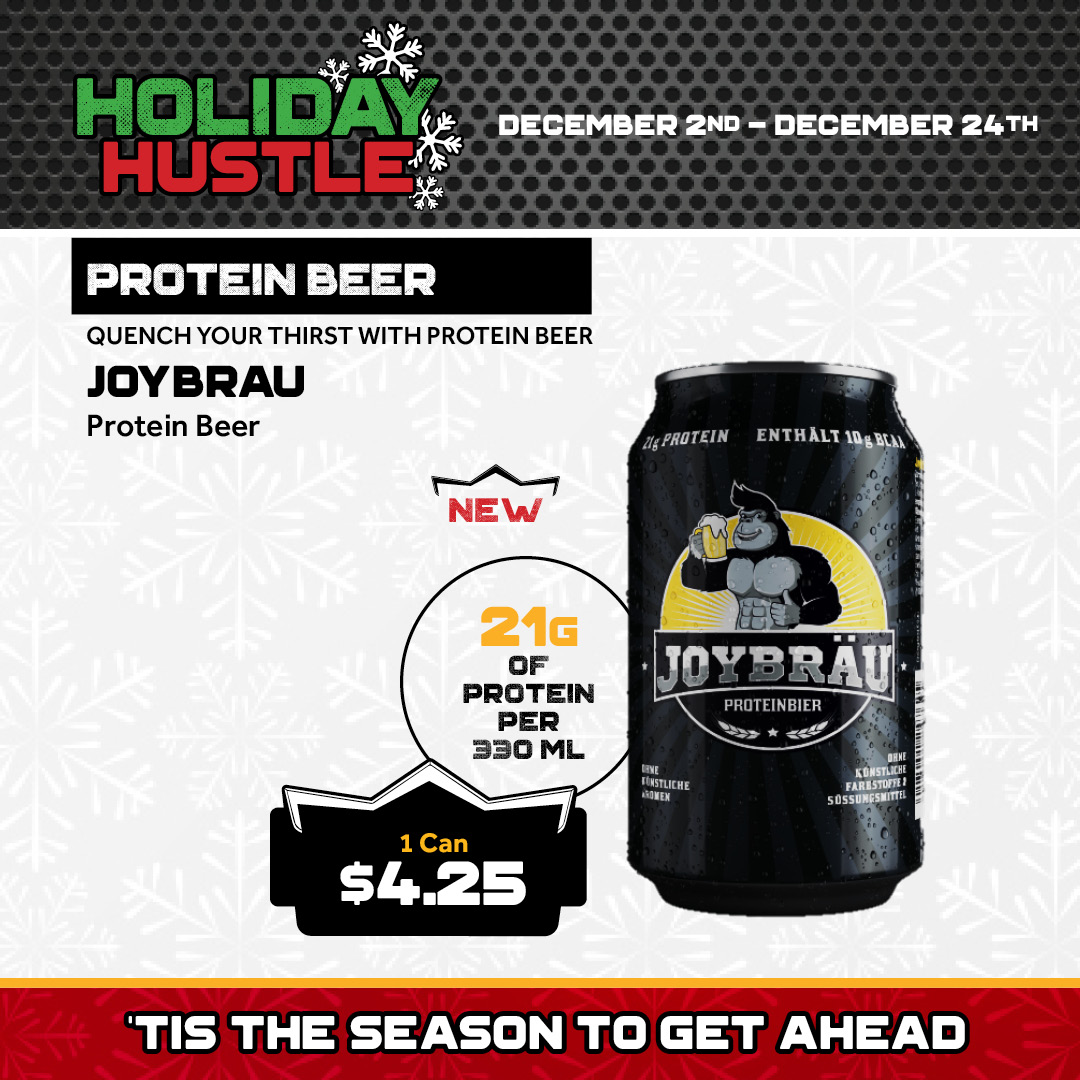 HOLIDAY
HUSTLE
DECEMBER 2ND – DECEMBER 24TH
PROTEIN BEER
QUENCH YOUR THIRST WITH PROTEIN BEER
JOYBRAU
Protein Beer
NEW
21G
OF
PROTEIN
PER
330 ML
1 Can
$4.25
21g PROTEIN ENTHÄLT 10g BCAA
JOYBRÄU
PROTEINBIER
OHNE
KÜNSTLICHE
AROMEN
OHNE
KÜNSTLICHE
FARBSTOFFE &
SÜSSUNGSMITTEL
'TIS THE SEASON TO GET AHEAD